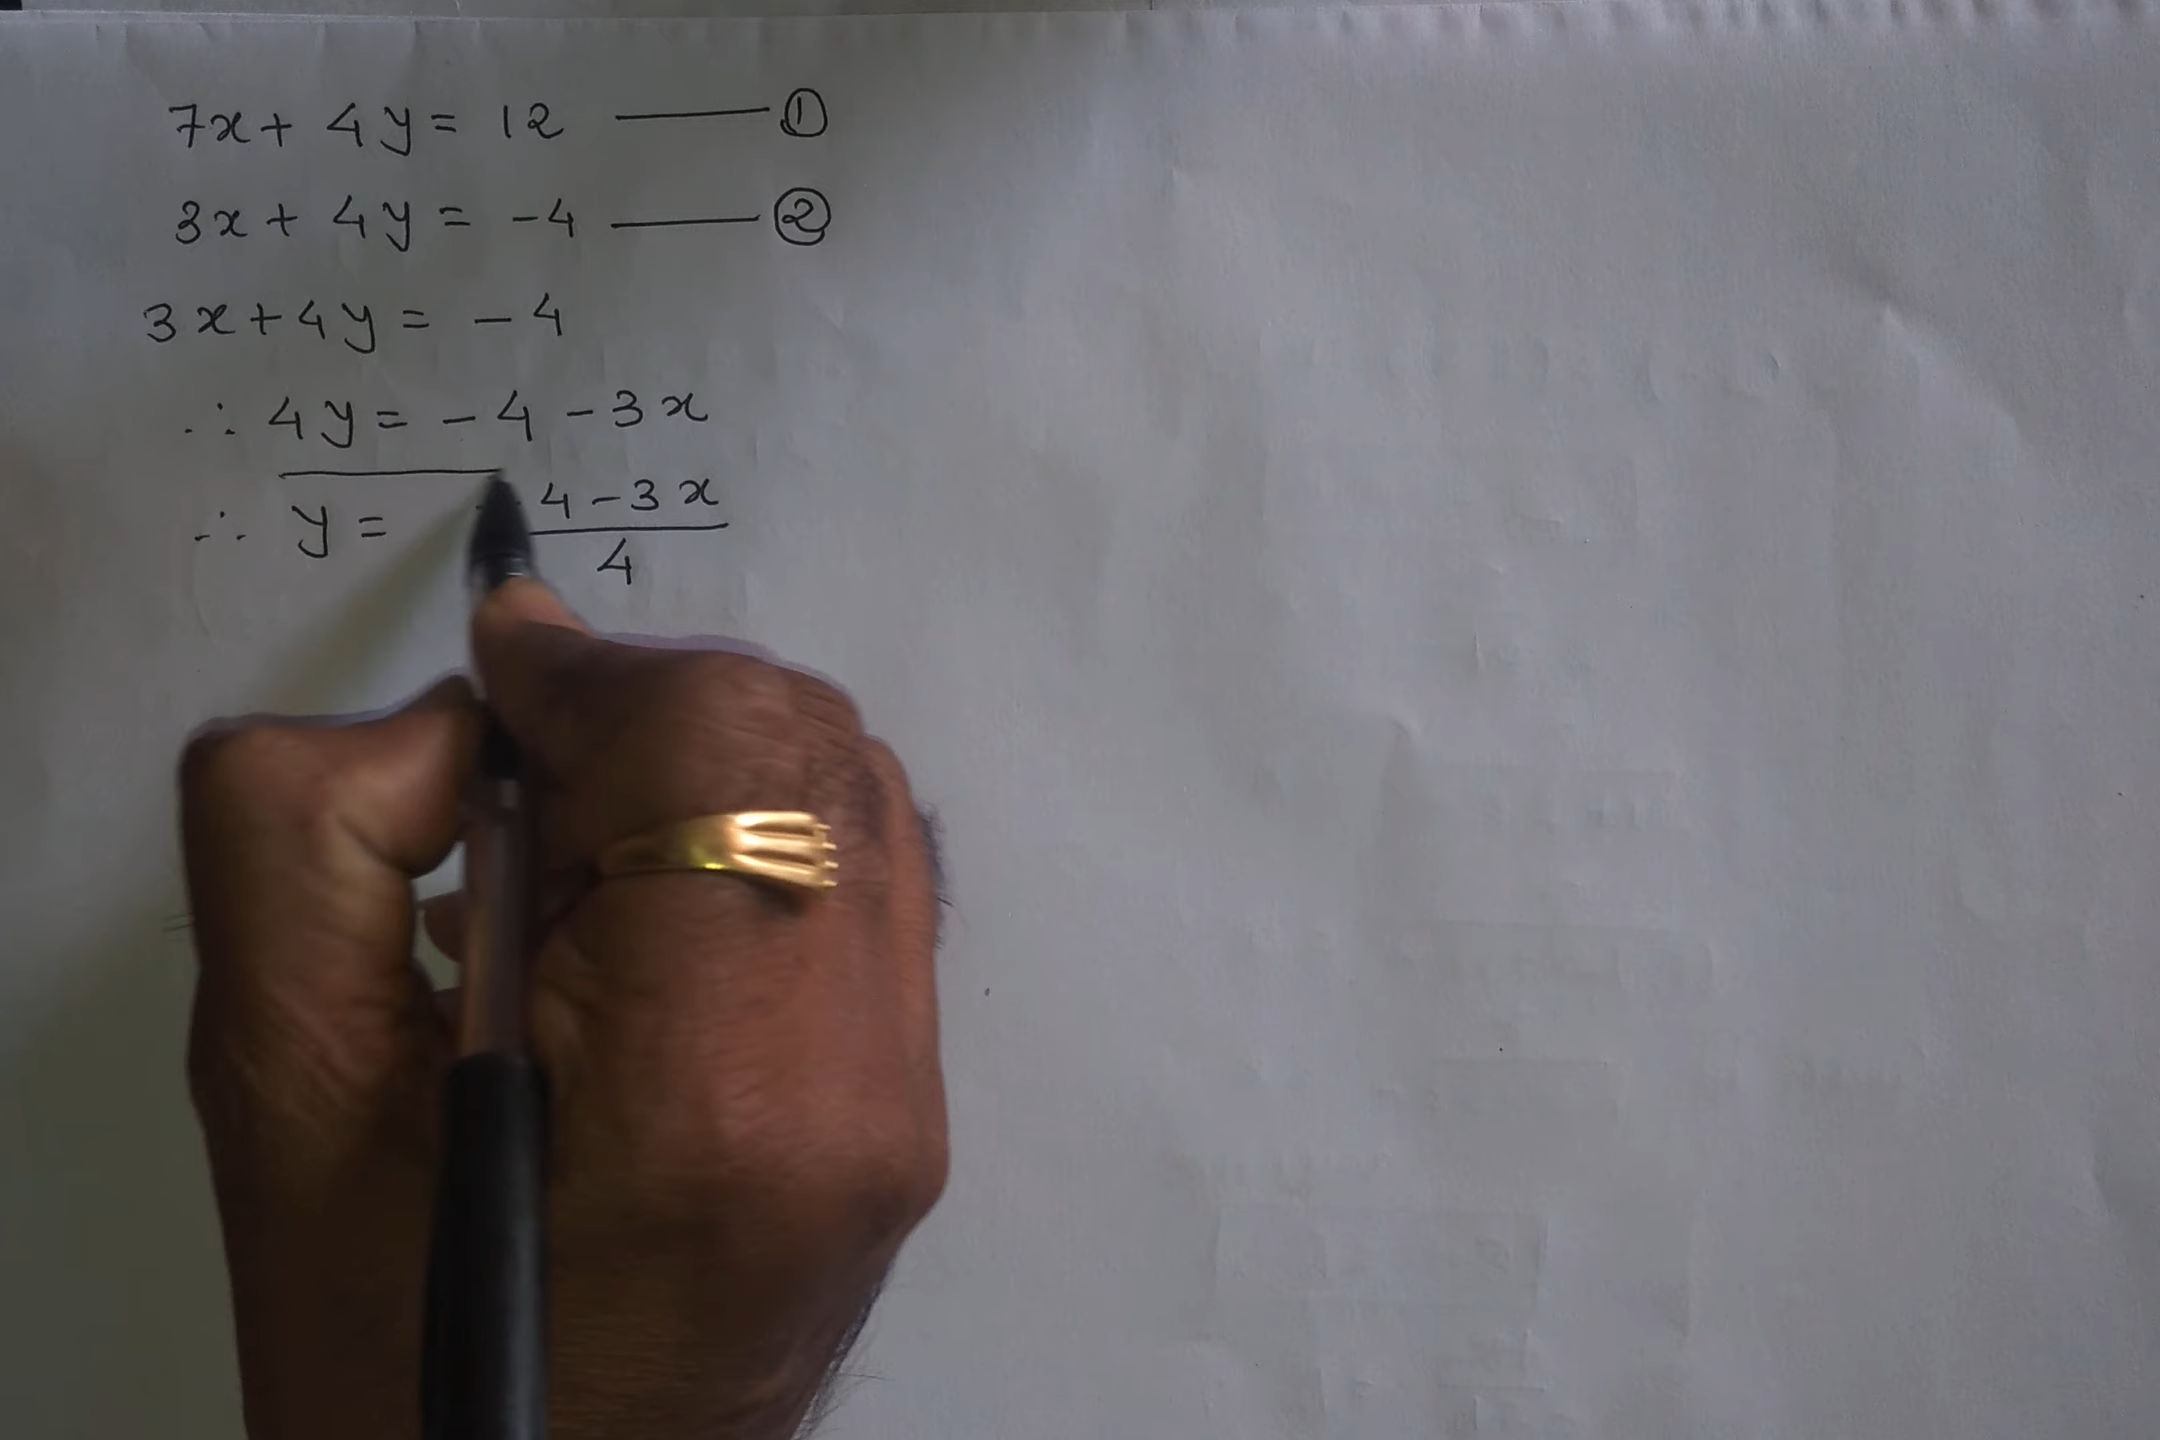 7x + 4y = 12 —— ①
3x + 4y = -4 —— ②
3x + 4y = -4
∴ 4y = -4 - 3x
∴ y = -4 - 3x / 4